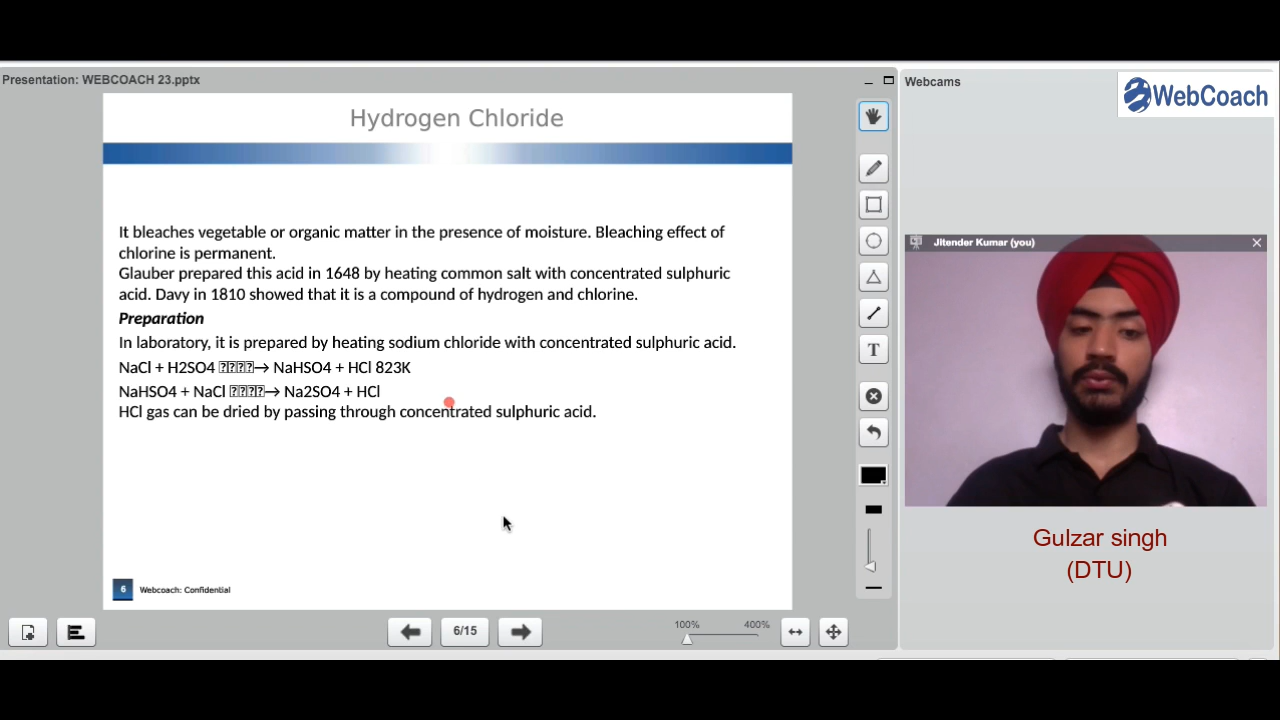 Presentation: WEBCOACH 23.pptx
Hydrogen Chloride
It bleaches vegetable or organic matter in the presence of moisture. Bleaching effect of
chlorine is permanent.
Glauber prepared this acid in 1648 by heating common salt with concentrated sulphuric
acid. Davy in 1810 showed that it is a compound of hydrogen and chlorine.
Preparation
In laboratory, it is prepared by heating sodium chloride with concentrated sulphuric acid.
NaCl + H2SO4 → NaHSO4 + HCl 823K
NaHSO4 + NaCl → Na2SO4 + HCl
HCl gas can be dried by passing through concentrated sulphuric acid.
6 Webcoach: Confidential
6/15
100% 400%
T
Webcams
WebCoach
Jitender Kumar (you)
Gulzar singh
(DTU)